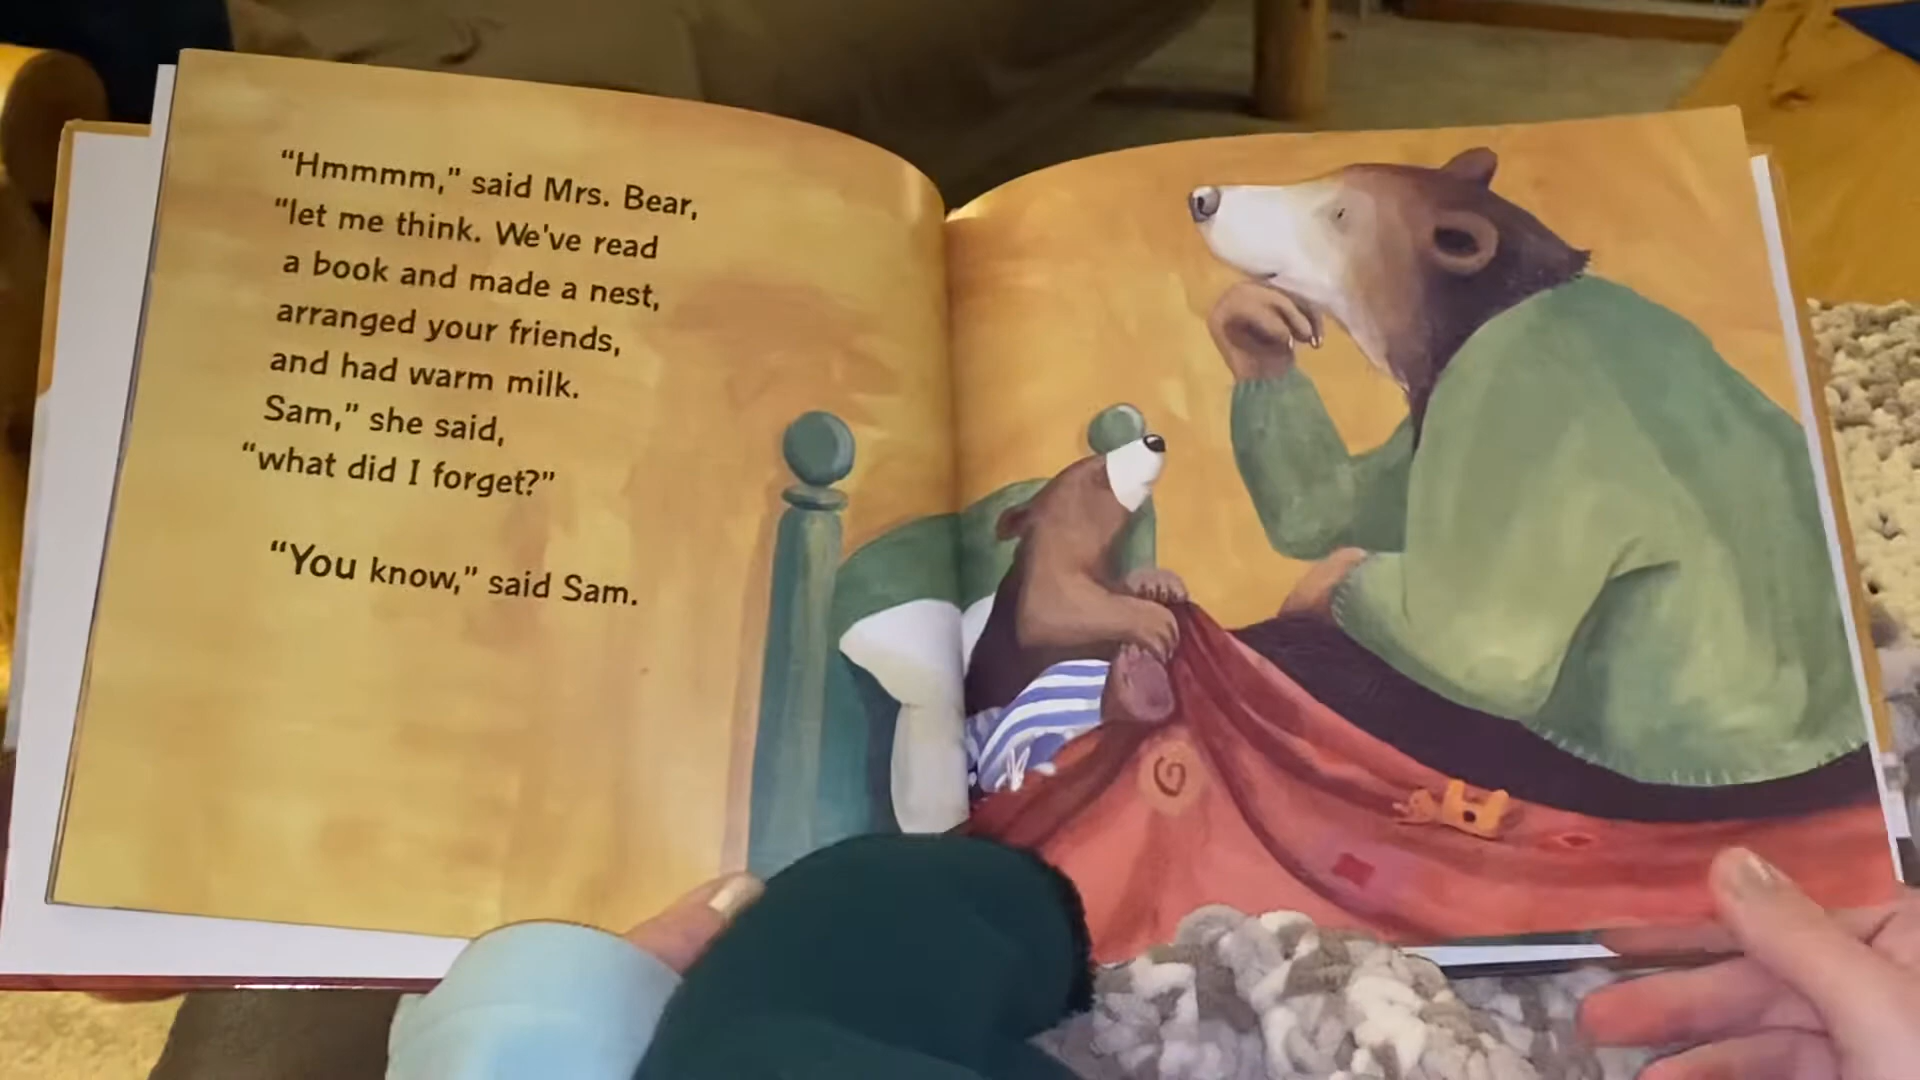 “Hmmmm,” said Mrs. Bear,
“let me think. We've read
a book and made a nest,
arranged your friends,
and had warm milk.
Sam,” she said,
“what did I forget?”
“You know,” said Sam.